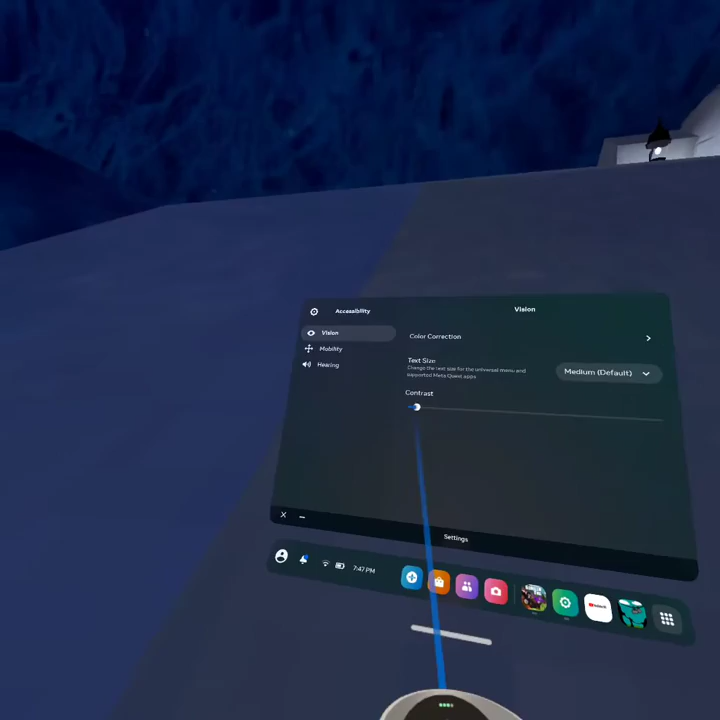 Accessibility
Vision
Vision
Mobility
Hearing
Color Correction
Text Size
Change the text size for the universal menu and
supported Meta Quest apps
Medium (Default)
Contrast
Settings
7:47 PM